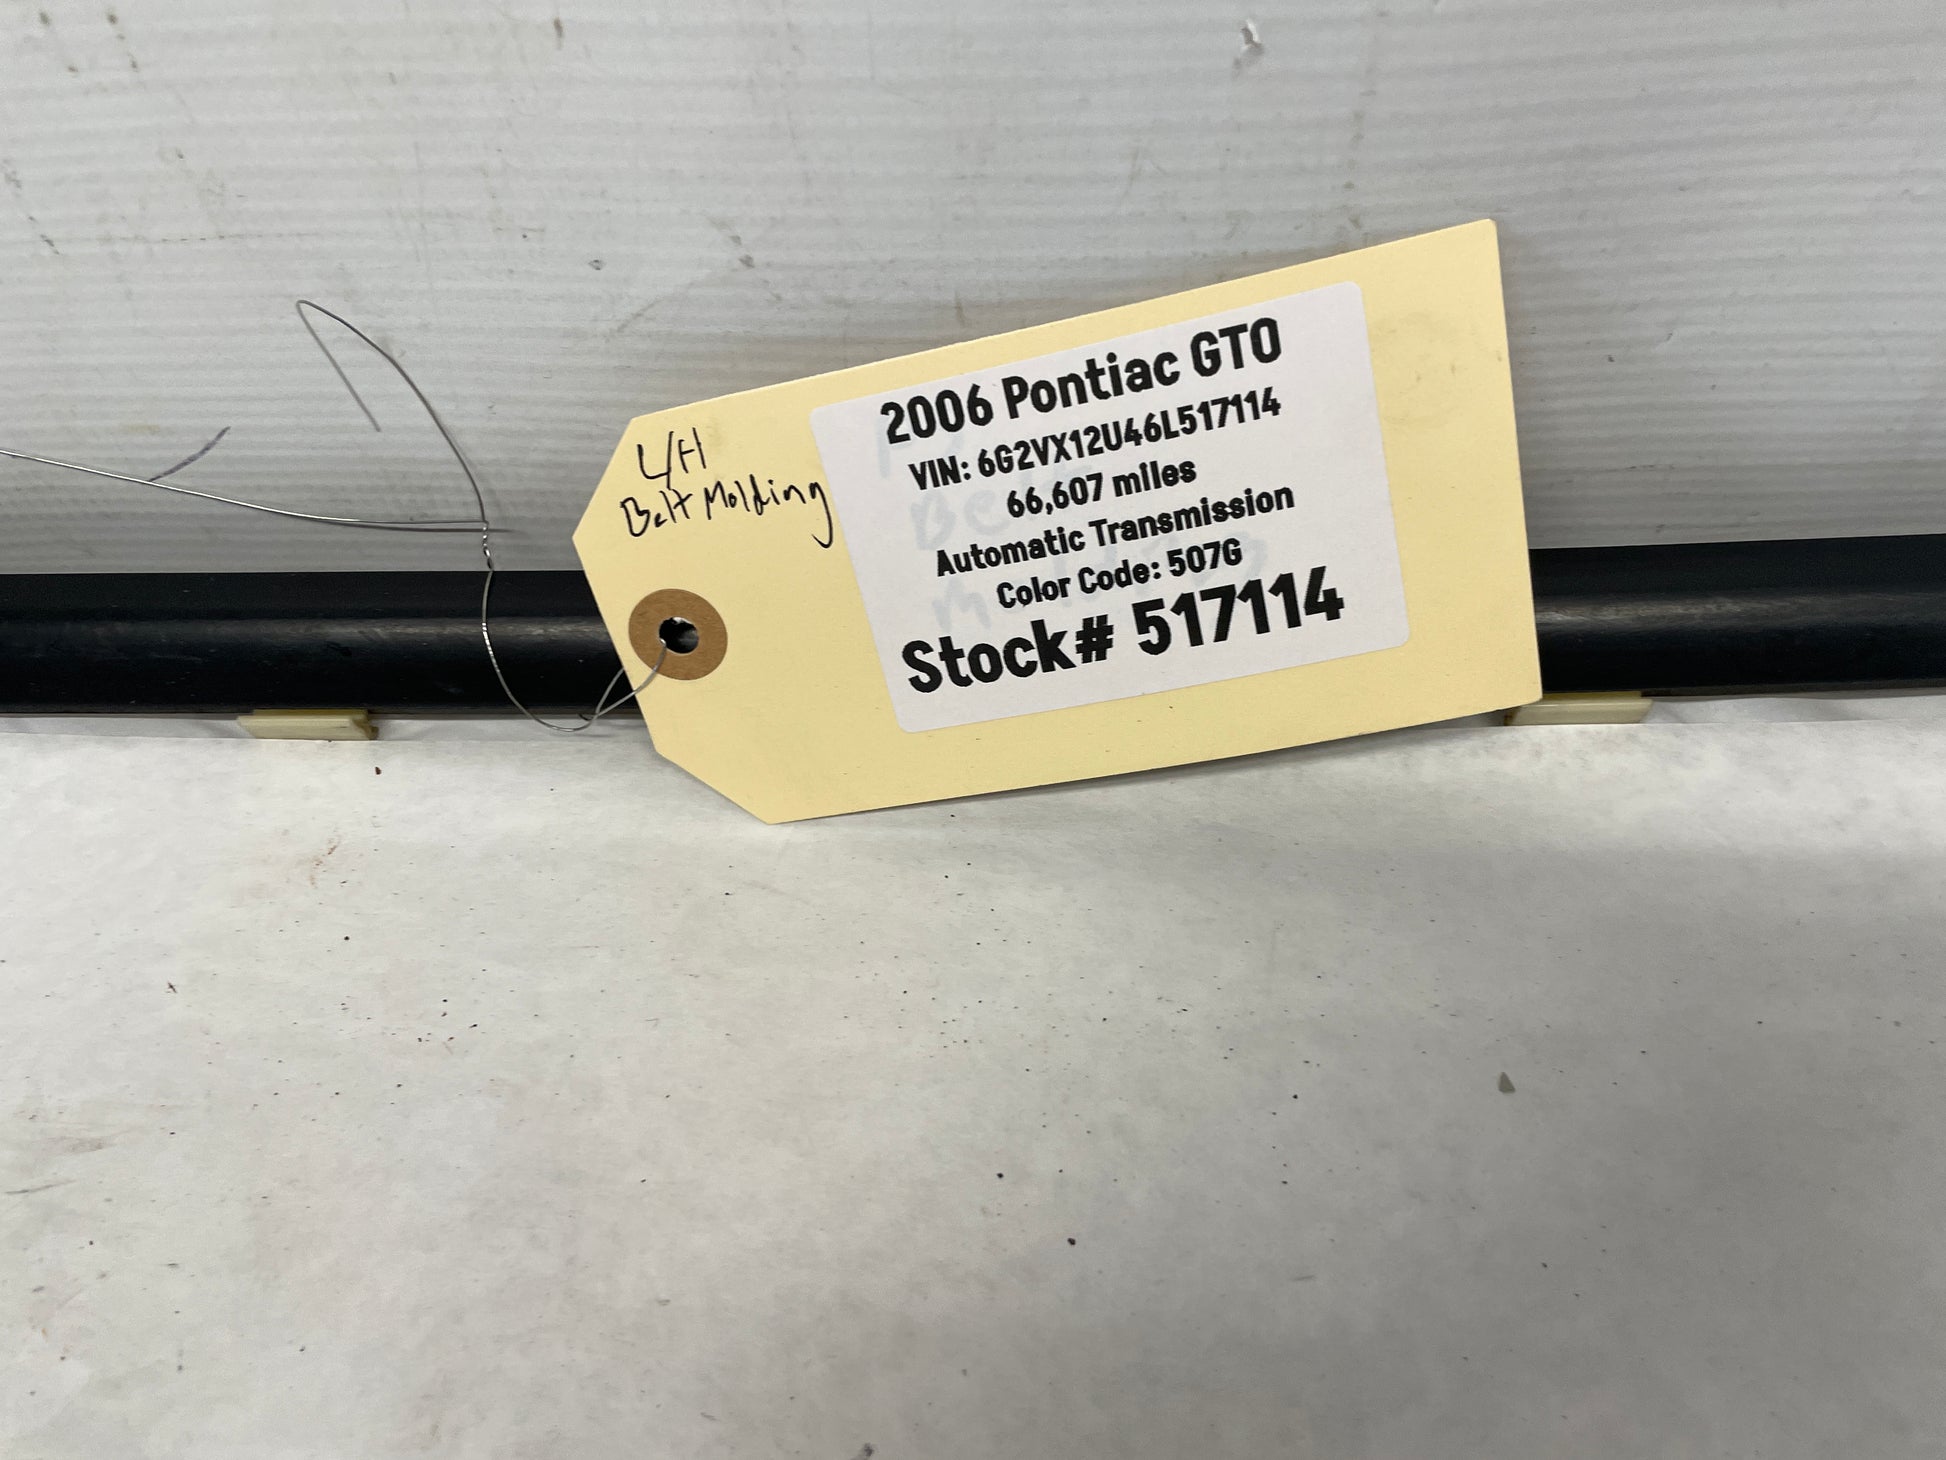 L/H
Belt Molding
2006 Pontiac GTO
VIN: 6G2VX12U46L517114
66,607 miles
Automatic Transmission
Color Code: 507G
Stock# 517114